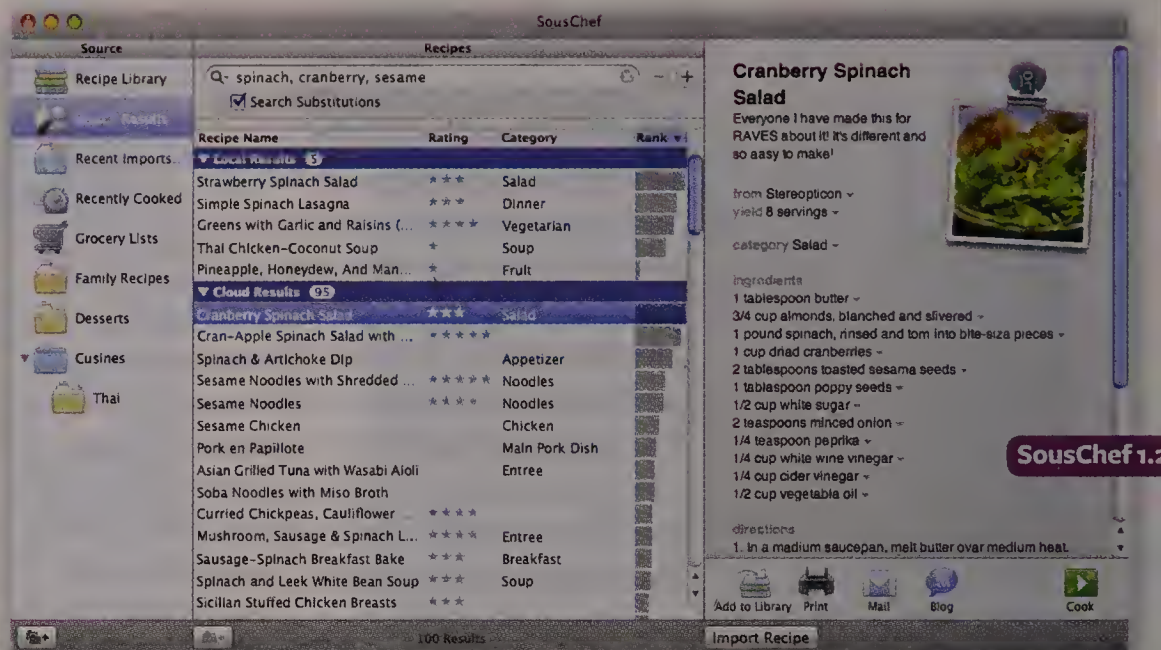 SousChef
Source
Recipe Library
Search Results
Recent Imports...
Recently Cooked
Grocery Lists
Family Recipes
Desserts
Cusines
Thai
Recipes
spinach, cranberry, sesame
Search Substitutions
Recipe Name Rating Category Rank
Local Results 5
Strawberry Spinach Salad Salad
Simple Spinach Lasagna Dinner
Greens with Garlic and Raisins (... Vegetarian
Thai Chicken-Coconut Soup Soup
Pineapple, Honeydew, And Man... Fruit
Cloud Results 95
Cranberry Spinach Salad Salad
Cran-Apple Spinach Salad with ...
Spinach & Artichoke Dip Appetizer
Sesame Noodles with Shredded ... Noodles
Sesame Noodles Noodles
Sesame Chicken Chicken
Pork en Papillote Main Pork Dish
Asian Grilled Tuna with Wasabi Aioli Entree
Soba Noodles with Miso Broth
Curried Chickpeas, Cauliflower ...
Mushroom, Sausage & Spinach L... Entree
Sausage-Spinach Breakfast Bake Breakfast
Spinach and Leek White Bean Soup Soup
Sicilian Stuffed Chicken Breasts
100 Results
Cranberry Spinach
Salad
Everyone I have made this for
RAVES about it! It's different and
so easy to make!
from Stereopticon
yield 8 servings
category Salad
ingredients
1 tablespoon butter
3/4 cup almonds, blanched and slivered
1 pound spinach, rinsed and torn into bite-size pieces
1 cup dried cranberries
2 tablespoons toasted sesame seeds
1 tablespoon poppy seeds
1/2 cup white sugar
2 teaspoons minced onion
1/4 teaspoon paprika
1/4 cup white wine vinegar
1/4 cup cider vinegar
1/2 cup vegetable oil
directions
1. In a medium saucepan, melt butter over medium heat.
Add to Library Print Mail Blog Cook
Import Recipe
SousChef 1.2